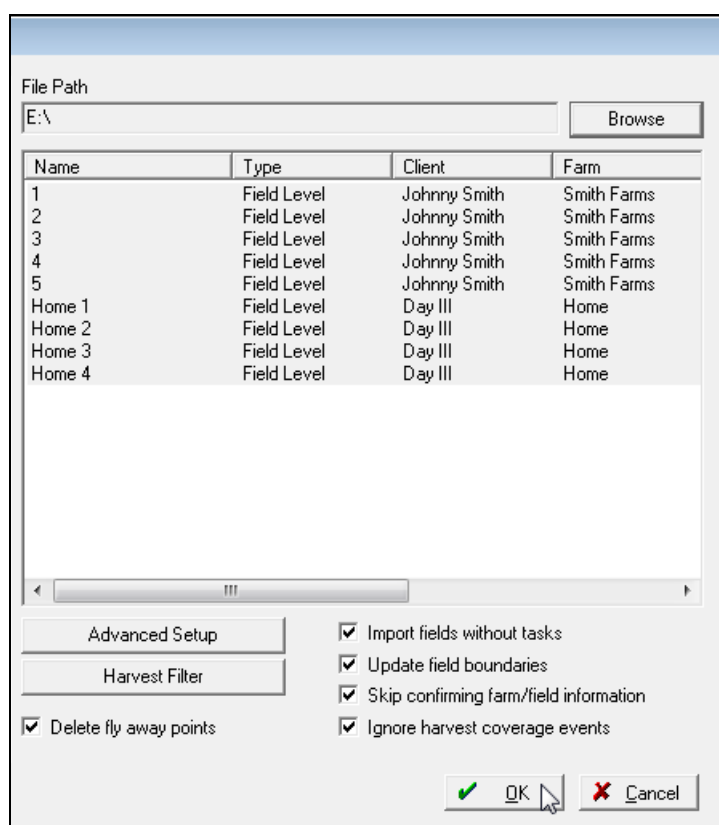 File Path
E:\
Browse
Name Type Client Farm
1 Field Level Johnny Smith Smith Farms
2 Field Level Johnny Smith Smith Farms
3 Field Level Johnny Smith Smith Farms
4 Field Level Johnny Smith Smith Farms
5 Field Level Johnny Smith Smith Farms
Home 1 Field Level Day III Home
Home 2 Field Level Day III Home
Home 3 Field Level Day III Home
Home 4 Field Level Day III Home
Advanced Setup
Import fields without tasks
Harvest Filter
Update field boundaries
Skip confirming farm/field information
Delete fly away points
Ignore harvest coverage events
OK
Cancel